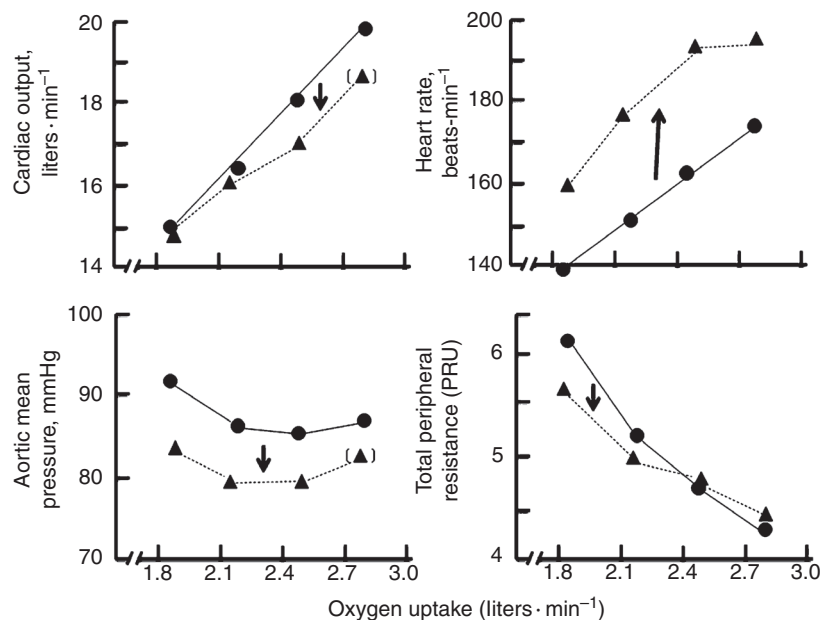 Cardiac output,
liters · min⁻¹
20
18
16
14
Heart rate,
beats-min⁻¹
200
180
160
140
Aortic mean
pressure, mmHg
100
90
80
70
1.8
2.1
2.4
2.7
3.0
Total peripheral
resistance (PRU)
6
5
4
1.8
2.1
2.4
2.7
3.0
Oxygen uptake (liters · min⁻¹)